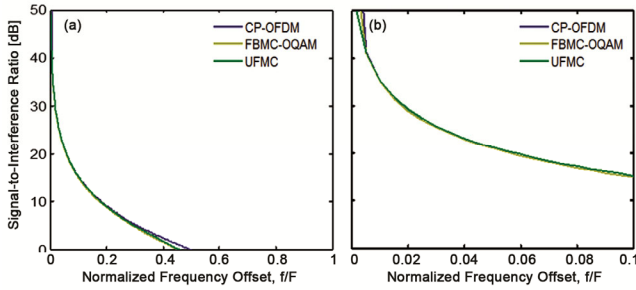 (a)
CP-OFDM
FBMC-OQAM
UFMC
Signal-to-Interference Ratio [dB]
50
40
30
20
10
0
0
0.2
0.4
0.6
0.8
1
Normalized Frequency Offset, f/F
(b)
CP-OFDM
FBMC-OQAM
UFMC
0
0.02
0.04
0.06
0.08
0.1
Normalized Frequency Offset, f/F